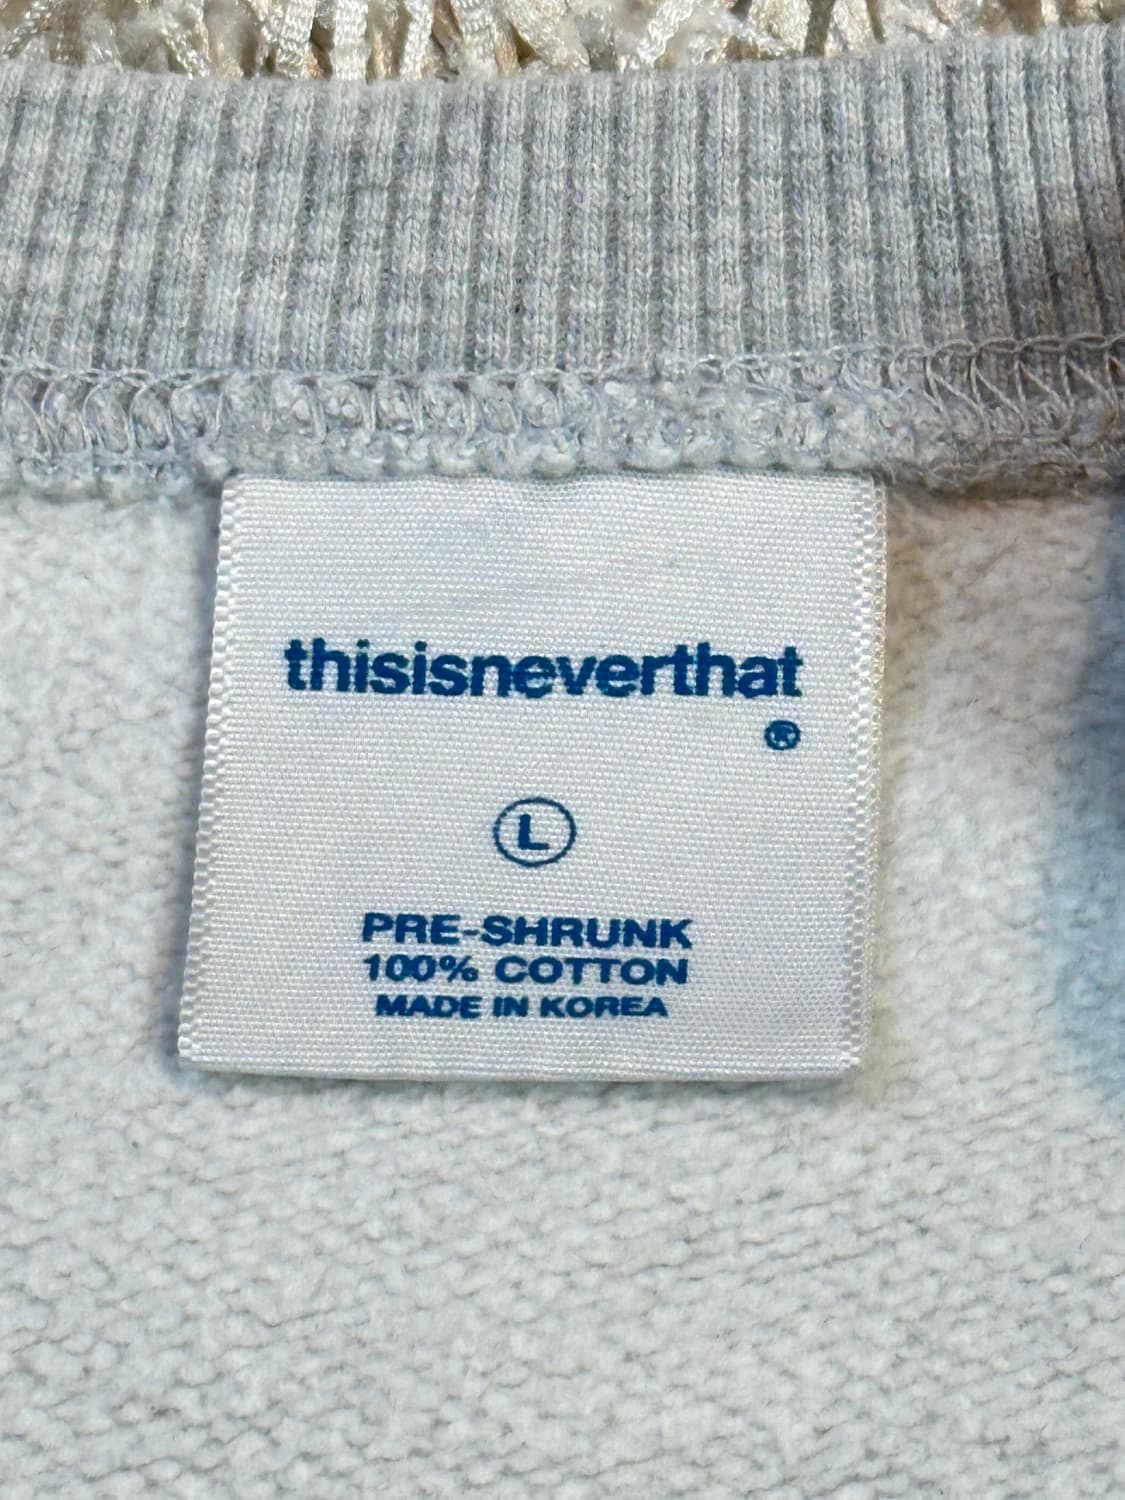 thisisneverthat
®
L
PRE-SHRUNK
100% COTTON
MADE IN KOREA